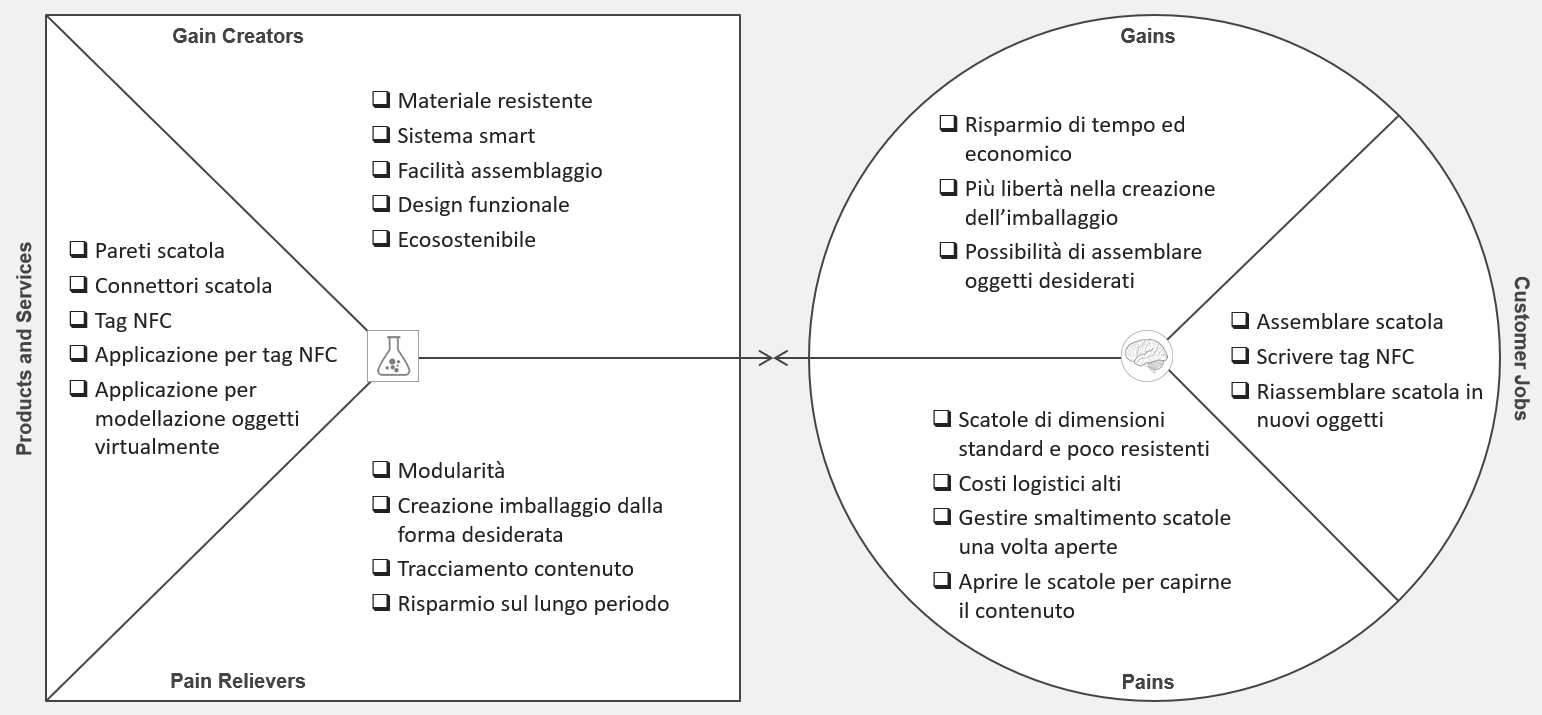 Gain Creators
Materiale resistente
Sistema smart
Facilità assemblaggio
Design funzionale
Ecosostenibile
Products and Services
Pareti scatola
Connettori scatola
Tag NFC
Applicazione per tag NFC
Applicazione per
modellazione oggetti
virtualmente
Modularità
Creazione imballaggio dalla
forma desiderata
Tracciamento contenuto
Risparmio sul lungo periodo
Pain Relievers
Gains
Risparmio di tempo ed
economico
Più libertà nella creazione
dell’imballaggio
Possibilità di assemblare
oggetti desiderati
Customer Jobs
Assemblare scatola
Scrivere tag NFC
Riassemblare scatola in
nuovi oggetti
Scatole di dimensioni
standard e poco resistenti
Costi logistici alti
Gestire smaltimento scatole
una volta aperte
Aprire le scatole per capirne
il contenuto
Pains